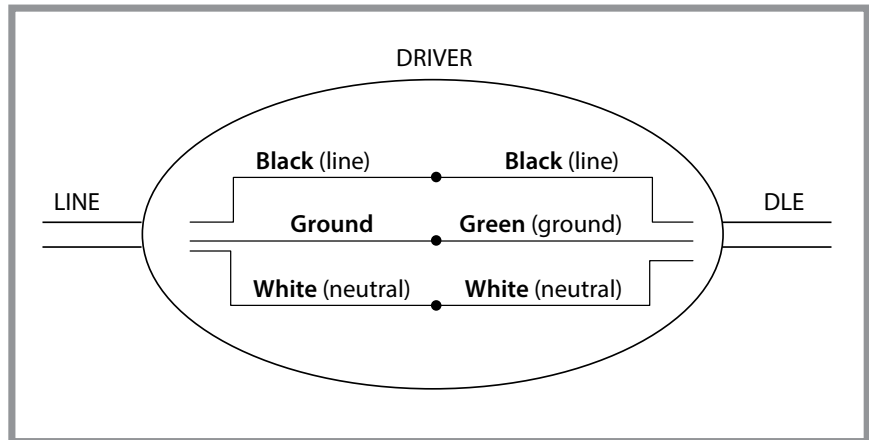 DRIVER
Black (line) Black (line)
LINE DLE
Ground Green (ground)
White (neutral) White (neutral)